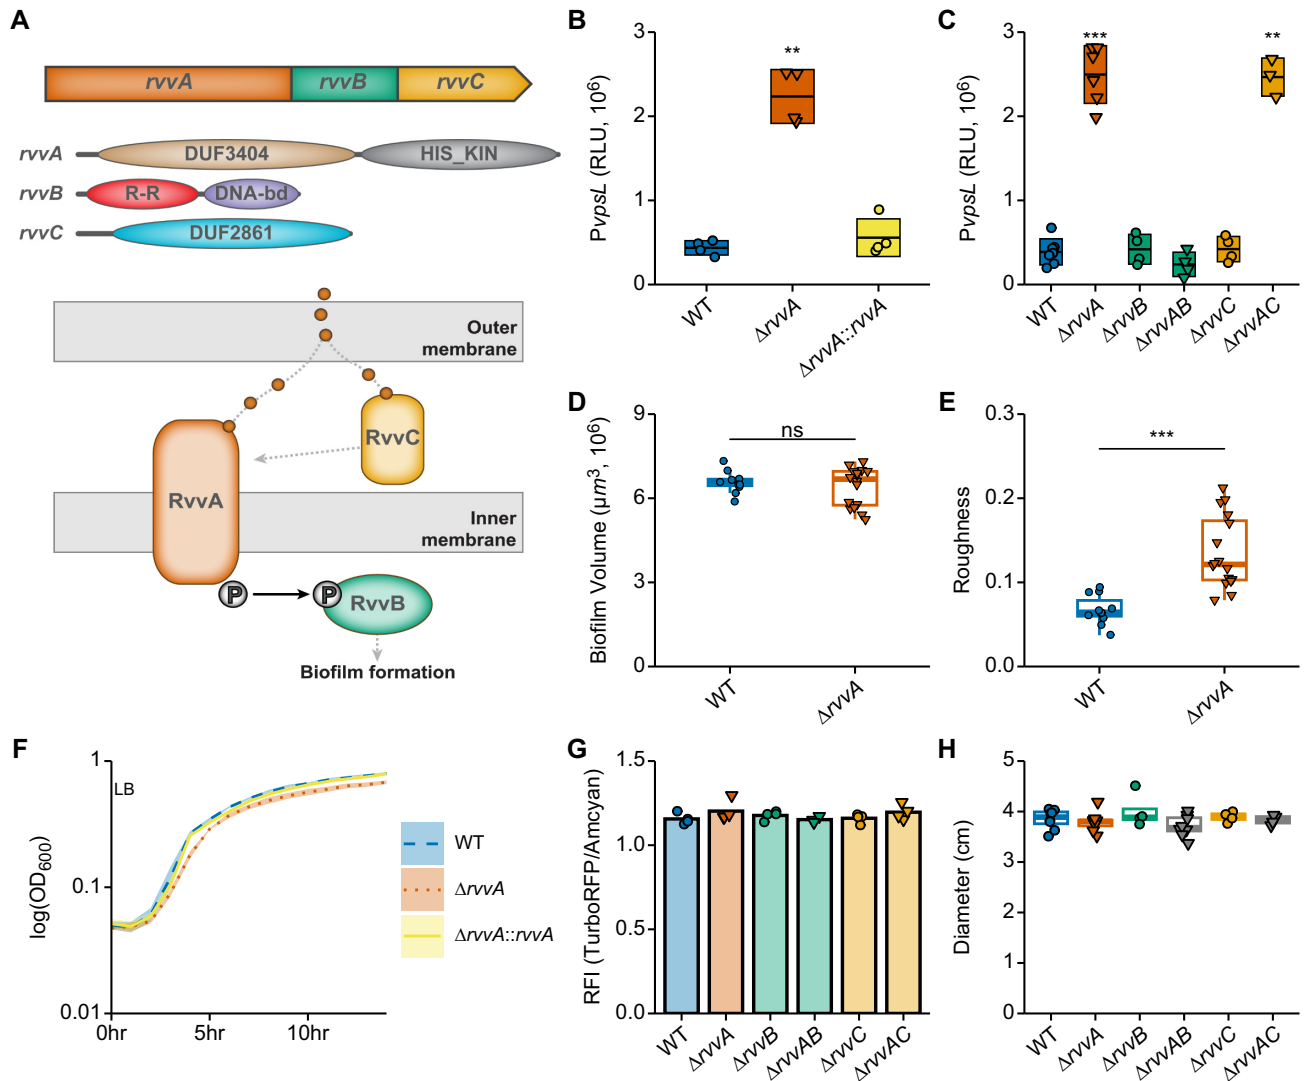 A
rvvA
rvvB
rvvC
rvvA
DUF3404
HIS_KIN
rvvB
R-R
DNA-bd
rvvC
DUF2861
Outer
membrane
RvvC
RvvA
Inner
membrane
P
P
RvvB
Biofilm formation
B
PvpsL (RLU, 10⁶)
3
2
1
0
**
WT
ΔrvvA
ΔrvvA::rvvA
C
PvpsL (RLU, 10⁶)
3
2
1
0
***
**
WT
ΔrvvA
ΔrvvB
ΔrvvAB
ΔrvvC
ΔrvvAC
D
Biofilm Volume (μm³, 10⁶)
9
6
3
0
ns
WT
ΔrvvA
E
Roughness
0.3
0.2
0.1
0.0
***
WT
ΔrvvA
F
log(OD₆₀₀)
1
0.1
0.01
LB
0hr
5hr
10hr
WT
ΔrvvA
ΔrvvA::rvvA
G
RFI (TurboRFP/Amcyan)
1.5
1.0
0.5
0.0
WT
ΔrvvA
ΔrvvB
ΔrvvAB
ΔrvvC
ΔrvvAC
H
Diameter (cm)
5
4
3
2
1
0
WT
ΔrvvA
ΔrvvB
ΔrvvAB
ΔrvvC
ΔrvvAC